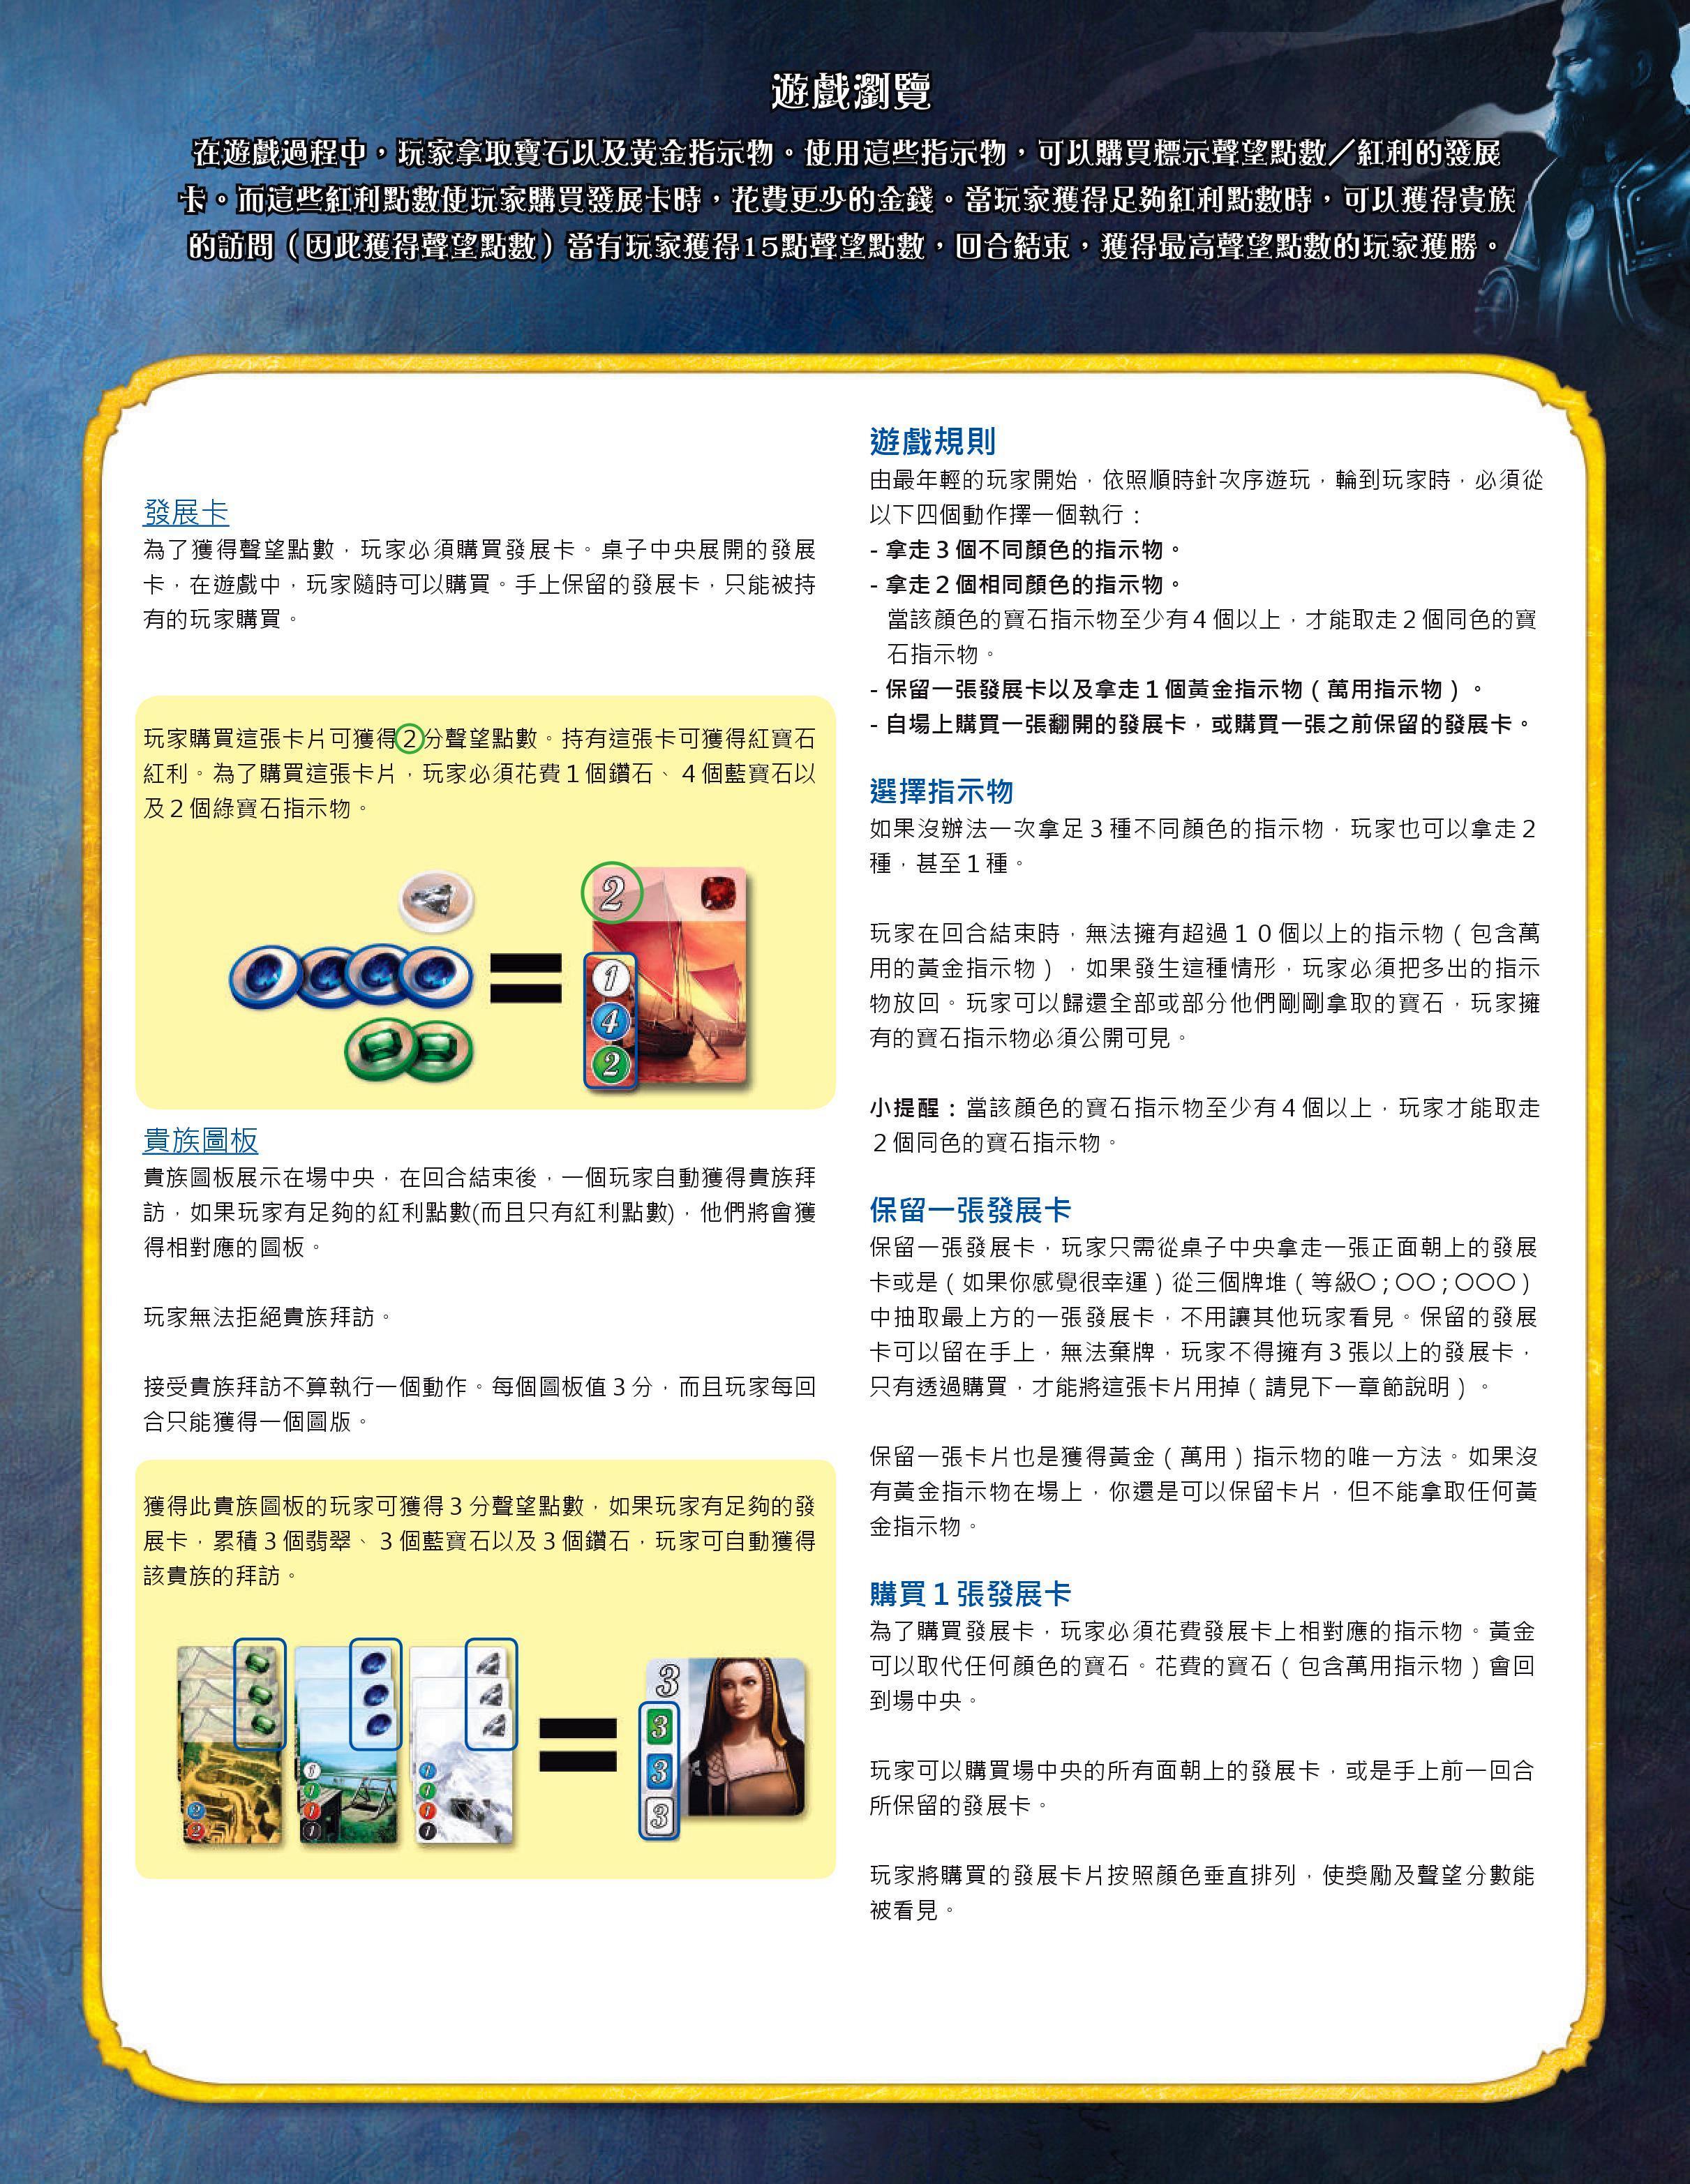 遊戲瀏覽
在遊戲過程中，玩家拿取寶石以及黃金指示物。使用這些指示物，可以購買標示聲望點數／紅利的發展
卡。而這些紅利點數使玩家購買發展卡時，花費更少的金錢。當玩家獲得足夠紅利點數時，可以獲得貴族
的訪問（因此獲得聲望點數）當有玩家獲得15點聲望點數，回合結束，獲得最高聲望點數的玩家獲勝。
發展卡
為了獲得聲望點數，玩家必須購買發展卡。桌子中央展開的發展
卡，在遊戲中，玩家隨時可以購買。手上保留的發展卡，只能被持
有的玩家購買。
玩家購買這張卡片可獲得2分聲望點數。持有這張卡可獲得紅寶石
紅利。為了購買這張卡片，玩家必須花費１個鑽石、４個藍寶石以
及２個綠寶石指示物。
2
1
4
2
貴族圖板
貴族圖板展示在場中央，在回合結束後，一個玩家自動獲得貴族拜
訪，如果玩家有足夠的紅利點數(而且只有紅利點數)，他們將會獲
得相對應的圖板。
玩家無法拒絕貴族拜訪。
接受貴族拜訪不算執行一個動作。每個圖板值３分，而且玩家每回
合只能獲得一個圖版。
獲得此貴族圖板的玩家可獲得３分聲望點數，如果玩家有足夠的發
展卡，累積３個翡翠、３個藍寶石以及３個鑽石，玩家可自動獲得
該貴族的拜訪。
2
2
1
1
1
1
1
1
1
1
3
3
3
3
遊戲規則
由最年輕的玩家開始，依照順時針次序遊玩，輪到玩家時，必須從
以下四個動作擇一個執行：
- 拿走３個不同顏色的指示物。
- 拿走２個相同顏色的指示物。
當該顏色的寶石指示物至少有４個以上，才能取走２個同色的寶
石指示物。
- 保留一張發展卡以及拿走１個黃金指示物（萬用指示物）。
- 自場上購買一張翻開的發展卡，或購買一張之前保留的發展卡。
選擇指示物
如果沒辦法一次拿足３種不同顏色的指示物，玩家也可以拿走２
種，甚至１種。
玩家在回合結束時，無法擁有超過１０個以上的指示物（包含萬
用的黃金指示物），如果發生這種情形，玩家必須把多出的指示
物放回。玩家可以歸還全部或部分他們剛剛拿取的寶石，玩家擁
有的寶石指示物必須公開可見。
小提醒：當該顏色的寶石指示物至少有４個以上，玩家才能取走
２個同色的寶石指示物。
保留一張發展卡
保留一張發展卡，玩家只需從桌子中央拿走一張正面朝上的發展
卡或是（如果你感覺很幸運）從三個牌堆（等級〇；〇〇；〇〇〇）
中抽取最上方的一張發展卡，不用讓其他玩家看見。保留的發展
卡可以留在手上，無法棄牌，玩家不得擁有３張以上的發展卡，
只有透過購買，才能將這張卡片用掉（請見下一章節說明）。
保留一張卡片也是獲得黃金（萬用）指示物的唯一方法。如果沒
有黃金指示物在場上，你還是可以保留卡片，但不能拿取任何黃
金指示物。
購買１張發展卡
為了購買發展卡，玩家必須花費發展卡上相對應的指示物。黃金
可以取代任何顏色的寶石。花費的寶石（包含萬用指示物）會回
到場中央。
玩家可以購買場中央的所有面朝上的發展卡，或是手上前一回合
所保留的發展卡。
玩家將購買的發展卡片按照顏色垂直排列，使獎勵及聲望分數能
被看見。